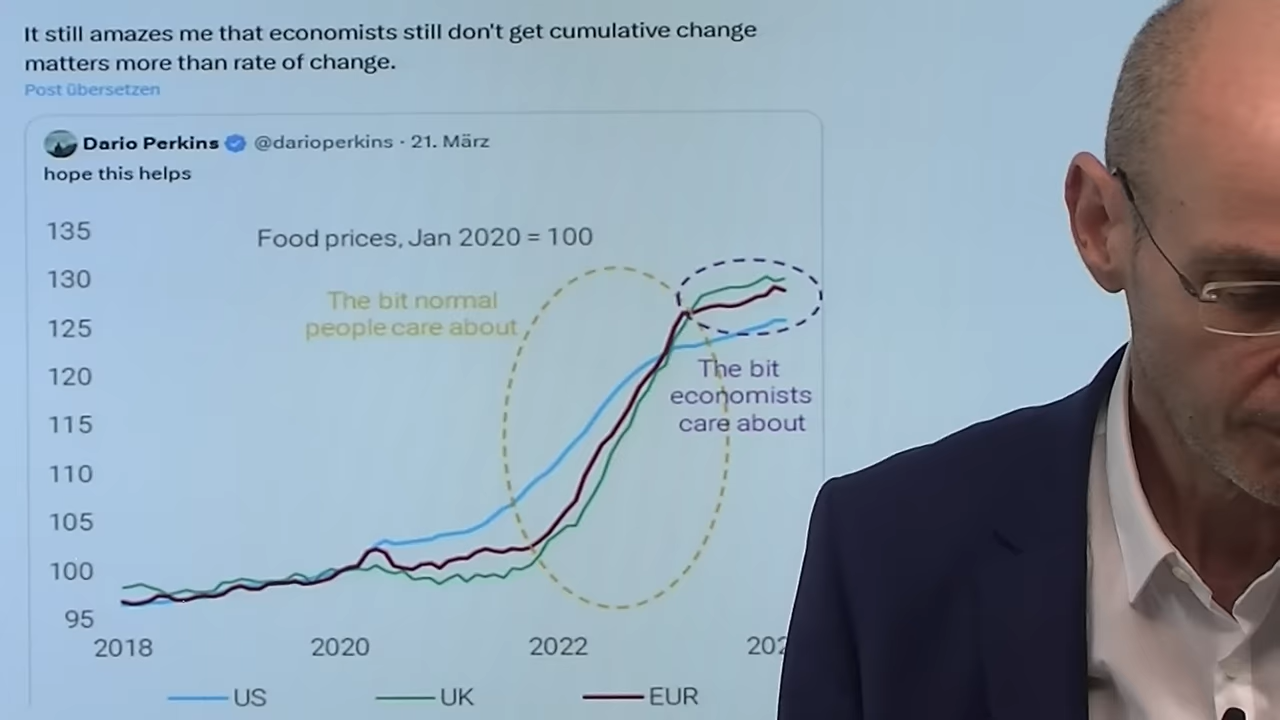 It still amazes me that economists still don't get cumulative change
matters more than rate of change.
Post übersetzen
Dario Perkins @darioperkins · 21. März
hope this helps
Food prices, Jan 2020 = 100
135
130
125
120
115
110
105
100
95
The bit normal
people care about
The bit
economists
care about
2018 2020 2022
US UK EUR